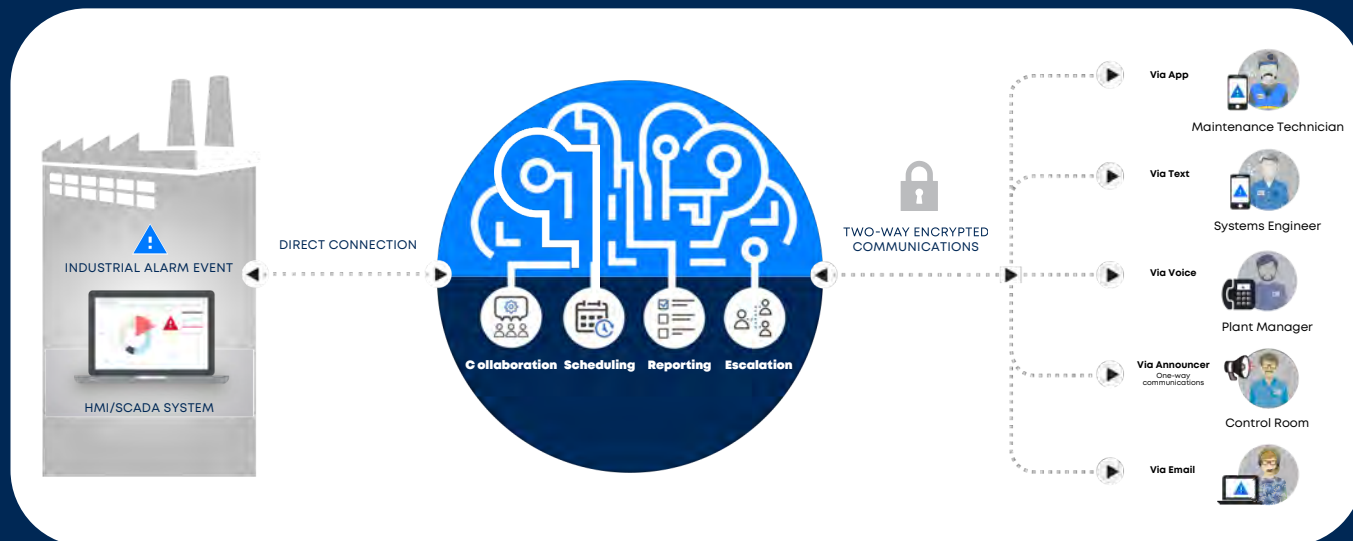 INDUSTRIAL ALARM EVENT
HMI/SCADA SYSTEM
DIRECT CONNECTION
C ollaboration
Scheduling
Reporting
Escalation
TWO-WAY ENCRYPTED
COMMUNICATIONS
Via App
Maintenance Technician
Via Text
Systems Engineer
Via Voice
Plant Manager
Via Announcer
One-way
communications
Control Room
Via Email